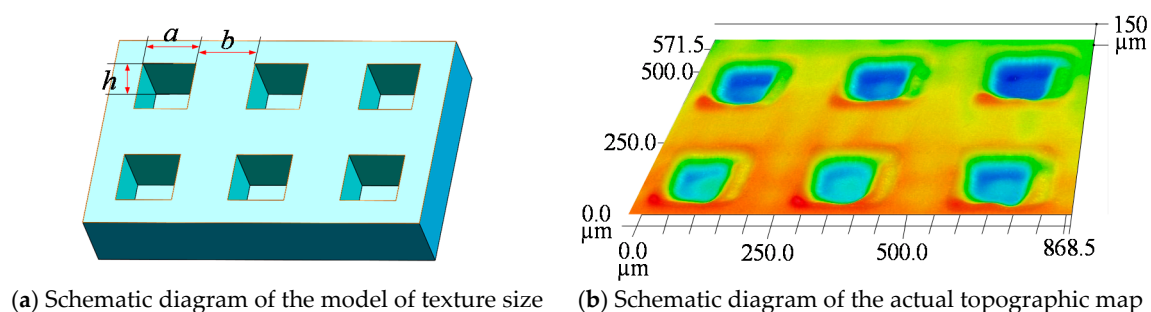 a
b
h
150
µm
571.5
500.0
250.0
0.0
µm
0.0
µm
250.0
500.0
868.5
(a) Schematic diagram of the model of texture size
(b) Schematic diagram of the actual topographic map